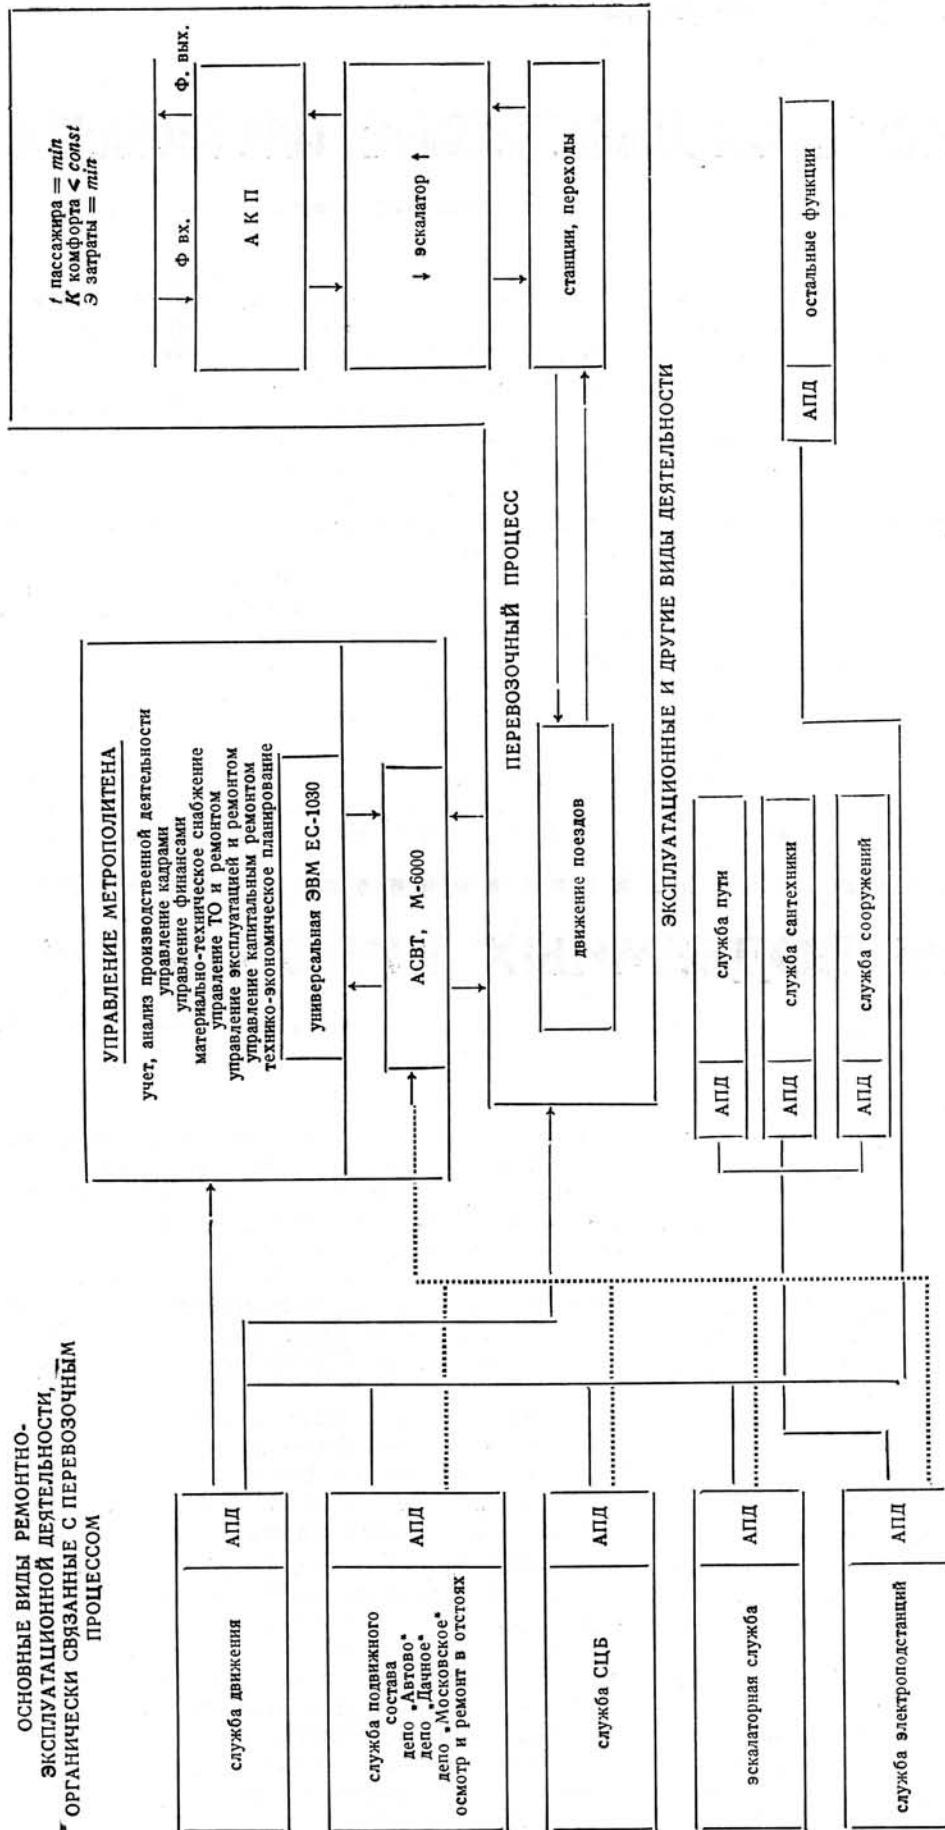 ОСНОВНЫЕ ВИДЫ РЕМОНТНО-
ЭКСПЛУАТАЦИОННОЙ ДЕЯТЕЛЬНОСТИ,
ОРГАНИЧЕСКИ СВЯЗАННЫЕ С ПЕРЕВОЗОЧНЫМ
ПРОЦЕССОМ
служба движения
АПД
служба подвижного
состава
депо „Автово“
депо „Дачное“
депо „Московское“
осмотр и ремонт в отстоях
АПД
служба СЦБ
АПД
эскалаторная служба
АПД
служба электроподстанций
АПД
УПРАВЛЕНИЕ МЕТРОПОЛИТЕНА
учет, анализ производственной деятельности
управление кадрами
управление финансами
материально-техническое снабжение
управление ТО и ремонтом
управление эксплуатацией и ремонтом
управление капитальным ремонтом
технико-экономическое планирование
универсальная ЭВМ ЕС-1030
АСВТ, М-6000
ПЕРЕВОЗОЧНЫЙ ПРОЦЕСС
движение поездов
t пассажира = min
К комфорта < const
Э затраты = min
Ф вх.
Ф. вых.
А К П
↓ эскалатор ↑
станции, переходы
ЭКСПЛУАТАЦИОННЫЕ И ДРУГИЕ ВИДЫ ДЕЯТЕЛЬНОСТИ
АПД
служба пути
АПД
служба сантехники
АПД
служба сооружений
АПД
остальные функции